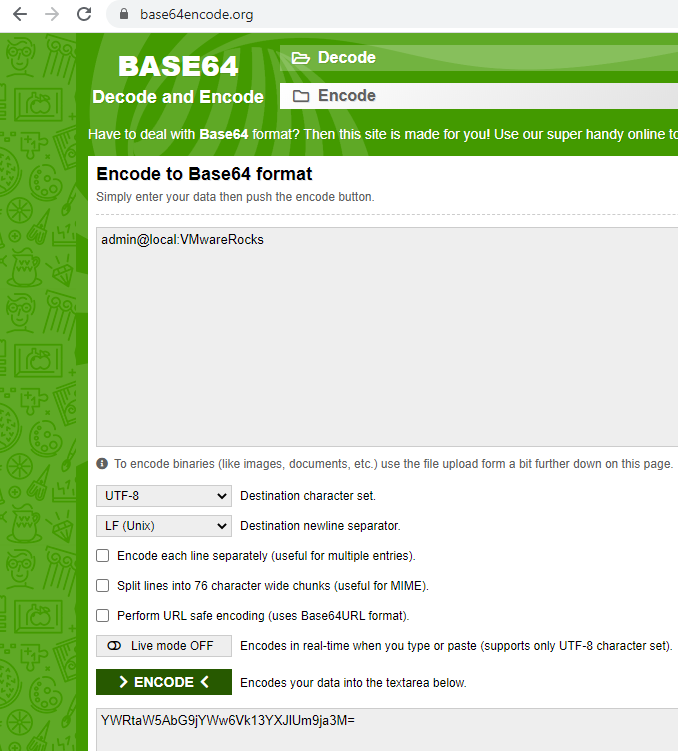 base64encode.org
BASE64
Decode and Encode
Decode
Encode
Have to deal with Base64 format? Then this site is made for you! Use our super handy online to
Encode to Base64 format
Simply enter your data then push the encode button.
admin@local:VMwareRocks
To encode binaries (like images, documents, etc.) use the file upload form a bit further down on this page.
UTF-8 Destination character set.
LF (Unix) Destination newline separator.
Encode each line separately (useful for multiple entries).
Split lines into 76 character wide chunks (useful for MIME).
Perform URL safe encoding (uses Base64URL format).
Live mode OFF Encodes in real-time when you type or paste (supports only UTF-8 character set).
ENCODE Encodes your data into the textarea below.
YWRtaW5AbG9jYWw6Vk13YXJlUm9ja3M=